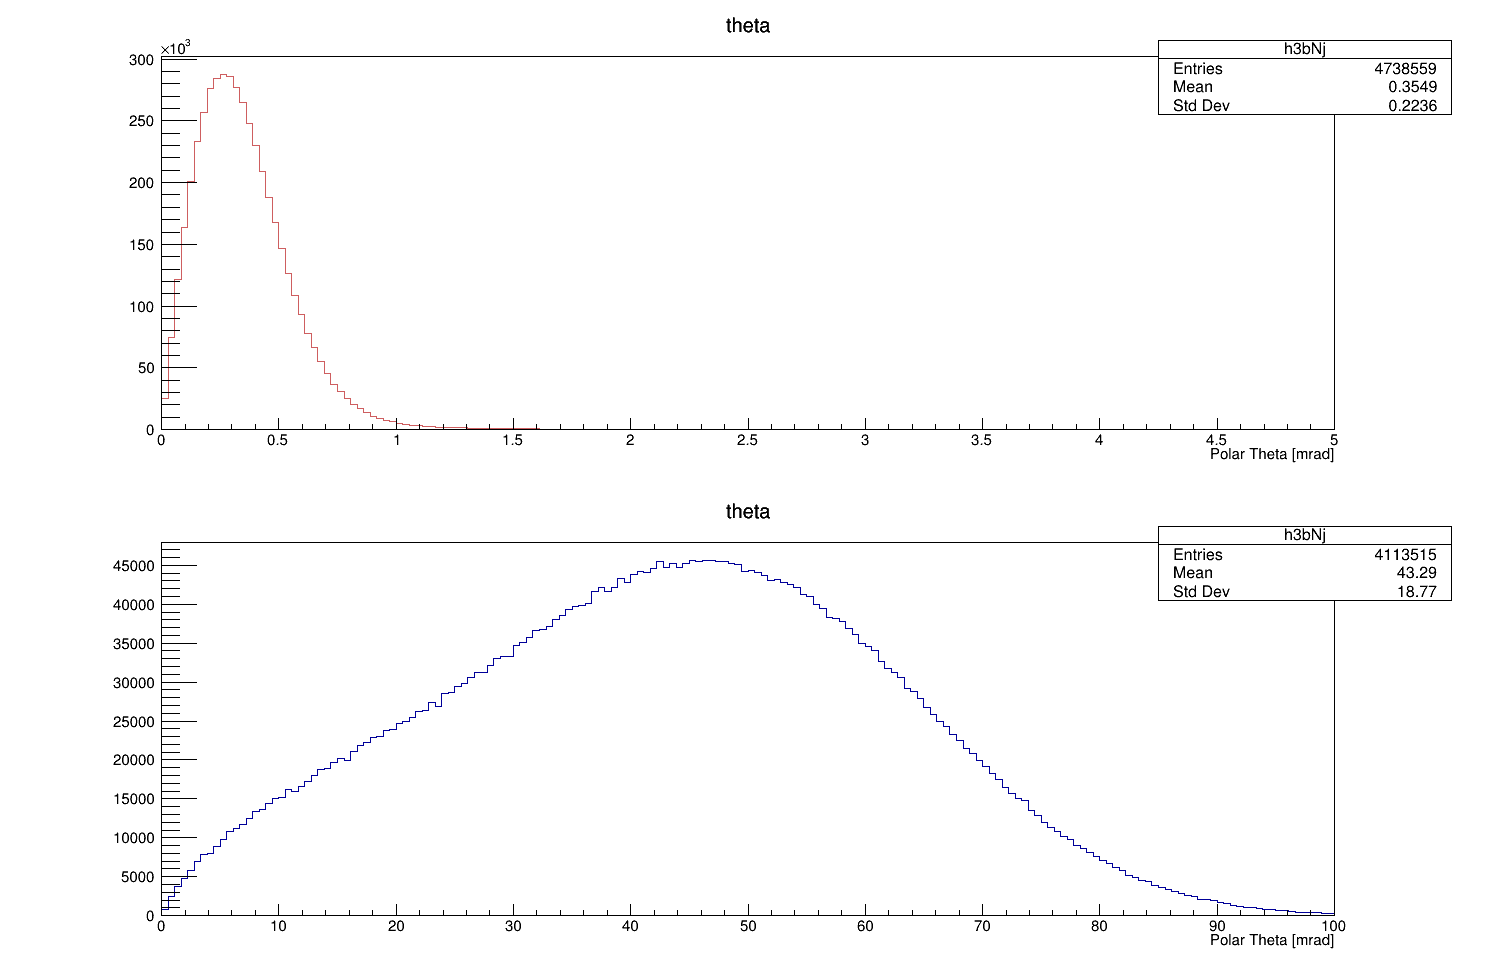 theta
×10³
h3bNj
Entries 4738559
Mean 0.3549
Std Dev 0.2236
300
250
200
150
100
50
0
0 0.5 1 1.5 2 2.5 3 3.5 4 4.5 5
Polar Theta [mrad]
theta
h3bNj
Entries 4113515
Mean 43.29
Std Dev 18.77
45000
40000
35000
30000
25000
20000
15000
10000
5000
0
0 10 20 30 40 50 60 70 80 90 100
Polar Theta [mrad]